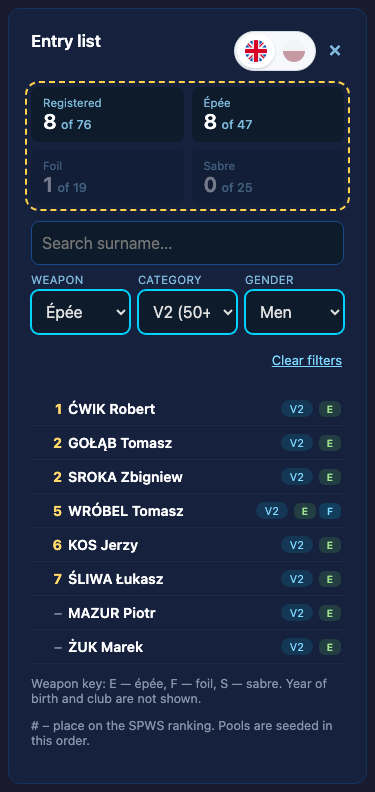 Entry list
×
Registered
8 of 76
Épée
8 of 47
Foil
1 of 19
Sabre
0 of 25
Search surname...
WEAPON
CATEGORY
GENDER
Épée
V2 (50+
Men
Clear filters
1 ĆWIK Robert V2 E
2 GOŁĄB Tomasz V2 E
2 SROKA Zbigniew V2 E
5 WRÓBEL Tomasz V2 E F
6 KOS Jerzy V2 E
7 ŚLIWA Łukasz V2 E
– MAZUR Piotr V2 E
– ŻUK Marek V2 E
Weapon key: E — épée, F — foil, S — sabre. Year of
birth and club are not shown.
# – place on the SPWS ranking. Pools are seeded in
this order.